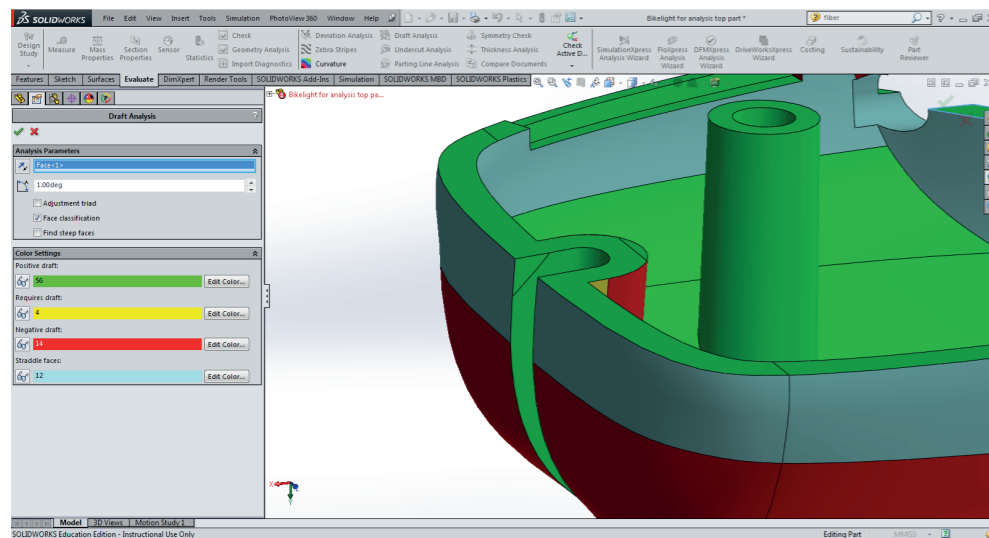 SOLIDWORKS File Edit View Insert Tools Simulation PhotoView 360 Window Help Bikelight for analysis top part * fiber
Design Study
Measure
Mass Properties
Section Properties
Sensor
Statistics
Check
Geometry Analysis
Import Diagnostics
Deviation Analysis
Zebra Stripes
Curvature
Draft Analysis
Undercut Analysis
Parting Line Analysis
Symmetry Check
Thickness Analysis
Compare Documents
Check Active D...
SimulationXpress Analysis Wizard
FloXpress Analysis Wizard
DFMXpress Analysis Wizard
DriveWorksXpress Wizard
Costing
Sustainability
Part Reviewer
Features Sketch Surfaces Evaluate DimXpert Render Tools SOLIDWORKS Add-Ins Simulation SOLIDWORKS MBD SOLIDWORKS Plastics
Bikelight for analysis top pa...
Draft Analysis ?
Analysis Parameters
Face<1>
1.00deg
Adjustment triad
Face classification
Find steep faces
Color Settings
Positive draft:
56 Edit Color...
Requires draft:
4 Edit Color...
Negative draft:
14 Edit Color...
Straddle faces:
12 Edit Color...
X
Y
Model 3D Views Motion Study 1
SOLIDWORKS Education Edition - Instructional Use Only Editing Part MMGS